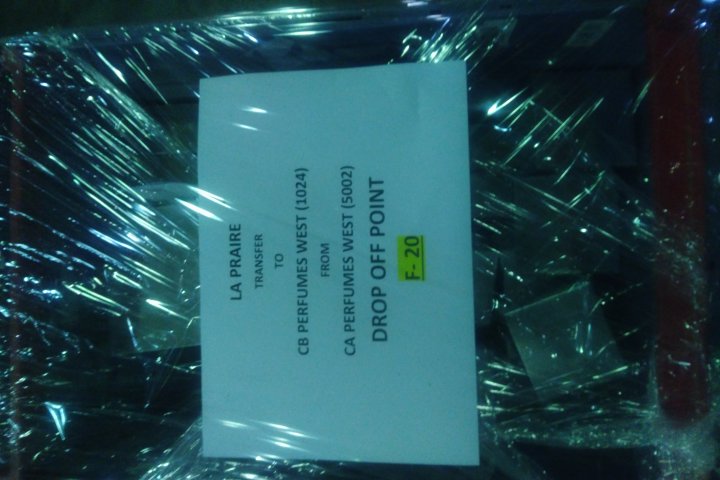 LA PRAIRE
TRANSFER
TO
CB PERFUMES WEST (1024)
FROM
CA PERFUMES WEST (5002)
DROP OFF POINT
F- 20